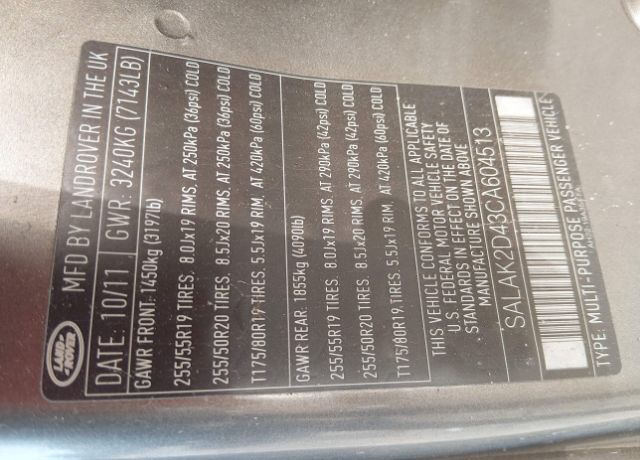 LAND-
ROVER
MFD BY LANDROVER IN THE UK
DATE: 10/11 GWR: 3240KG (7143LB)
GAWR FRONT: 1450kg (3197lb)
255/55R19 TIRES. 8.0Jx19 RIMS, AT 250kPa (36psi) COLD
255/50R20 TIRES. 8.5Jx20 RIMS, AT 250kPa (36psi) COLD
T175/80R19 TIRES. 5.5Jx19 RIM. AT 420kPa (60psi) COLD
GAWR REAR: 1855kg (4090lb)
255/55R19 TIRES. 8.0Jx19 RIMS, AT 290kPa (42psi) COLD
255/50R20 TIRES. 8.5Jx20 RIMS, AT 290kPa (42psi) COLD
T175/80R19 TIRES. 5.5Jx19 RIM. AT 420kPa (60psi) COLD
THIS VEHICLE CONFORMS TO ALL APPLICABLE
U.S. FEDERAL MOTOR VEHICLE SAFETY
STANDARDS IN EFFECT ON THE DATE OF
MANUFACTURE SHOWN ABOVE
SALAK2D43CA604513
TYPE: MULTI-PURPOSE PASSENGER VEHICLE